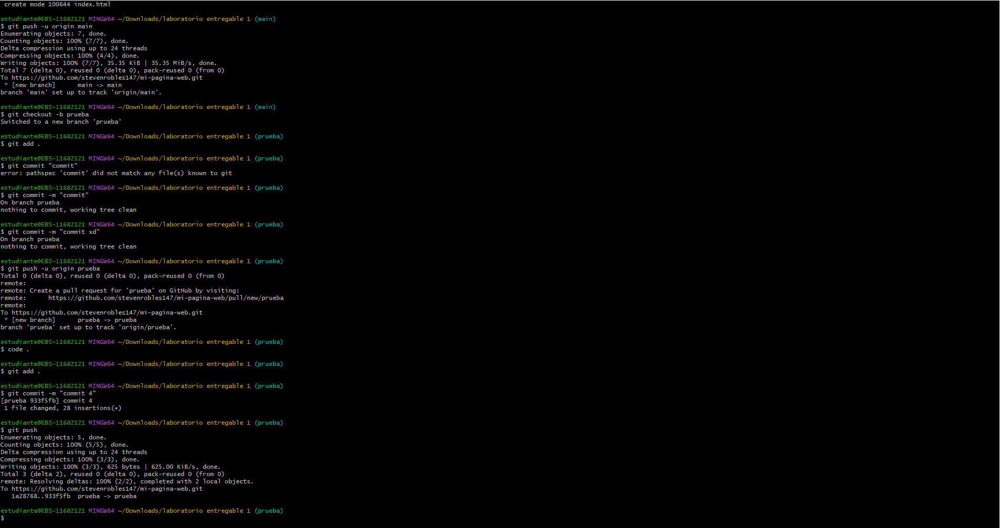 create mode 100644 index.html
estudiante@EBS-11682121 MINGW64 ~/Downloads/laboratorio entregable 1 (main)
$ git push -u origin main
Enumerating objects: 7, done.
Counting objects: 100% (7/7), done.
Delta compression using up to 24 threads
Compressing objects: 100% (4/4), done.
Writing objects: 100% (7/7), 35.35 KiB | 35.35 MiB/s, done.
Total 7 (delta 0), reused 0 (delta 0), pack-reused 0 (from 0)
To https://github.com/stevenrobles147/mi-pagina-web.git
 * [new branch]      main -> main
branch 'main' set up to track 'origin/main'.
estudiante@EBS-11682121 MINGW64 ~/Downloads/laboratorio entregable 1 (main)
$ git checkout -b prueba
Switched to a new branch 'prueba'
estudiante@EBS-11682121 MINGW64 ~/Downloads/laboratorio entregable 1 (prueba)
$ git add .
estudiante@EBS-11682121 MINGW64 ~/Downloads/laboratorio entregable 1 (prueba)
$ git commit "commit"
error: pathspec 'commit' did not match any file(s) known to git
estudiante@EBS-11682121 MINGW64 ~/Downloads/laboratorio entregable 1 (prueba)
$ git commit -m "commit"
On branch prueba
nothing to commit, working tree clean
estudiante@EBS-11682121 MINGW64 ~/Downloads/laboratorio entregable 1 (prueba)
$ git commit -m "commit xd"
On branch prueba
nothing to commit, working tree clean
estudiante@EBS-11682121 MINGW64 ~/Downloads/laboratorio entregable 1 (prueba)
$ git push -u origin prueba
Total 0 (delta 0), reused 0 (delta 0), pack-reused 0 (from 0)
remote:
remote: Create a pull request for 'prueba' on GitHub by visiting:
remote:      https://github.com/stevenrobles147/mi-pagina-web/pull/new/prueba
remote:
To https://github.com/stevenrobles147/mi-pagina-web.git
 * [new branch]      prueba -> prueba
branch 'prueba' set up to track 'origin/prueba'.
estudiante@EBS-11682121 MINGW64 ~/Downloads/laboratorio entregable 1 (prueba)
$ code .
estudiante@EBS-11682121 MINGW64 ~/Downloads/laboratorio entregable 1 (prueba)
$ git add .
estudiante@EBS-11682121 MINGW64 ~/Downloads/laboratorio entregable 1 (prueba)
$ git commit -m "commit 4"
[prueba 933f5fb] commit 4
 1 file changed, 28 insertions(+)
estudiante@EBS-11682121 MINGW64 ~/Downloads/laboratorio entregable 1 (prueba)
$ git push
Enumerating objects: 5, done.
Counting objects: 100% (5/5), done.
Delta compression using up to 24 threads
Compressing objects: 100% (3/3), done.
Writing objects: 100% (3/3), 625 bytes | 625.00 KiB/s, done.
Total 3 (delta 2), reused 0 (delta 0), pack-reused 0 (from 0)
remote: Resolving deltas: 100% (2/2), completed with 2 local objects.
To https://github.com/stevenrobles147/mi-pagina-web.git
   1a28768..933f5fb  prueba -> prueba
estudiante@EBS-11682121 MINGW64 ~/Downloads/laboratorio entregable 1 (prueba)
$